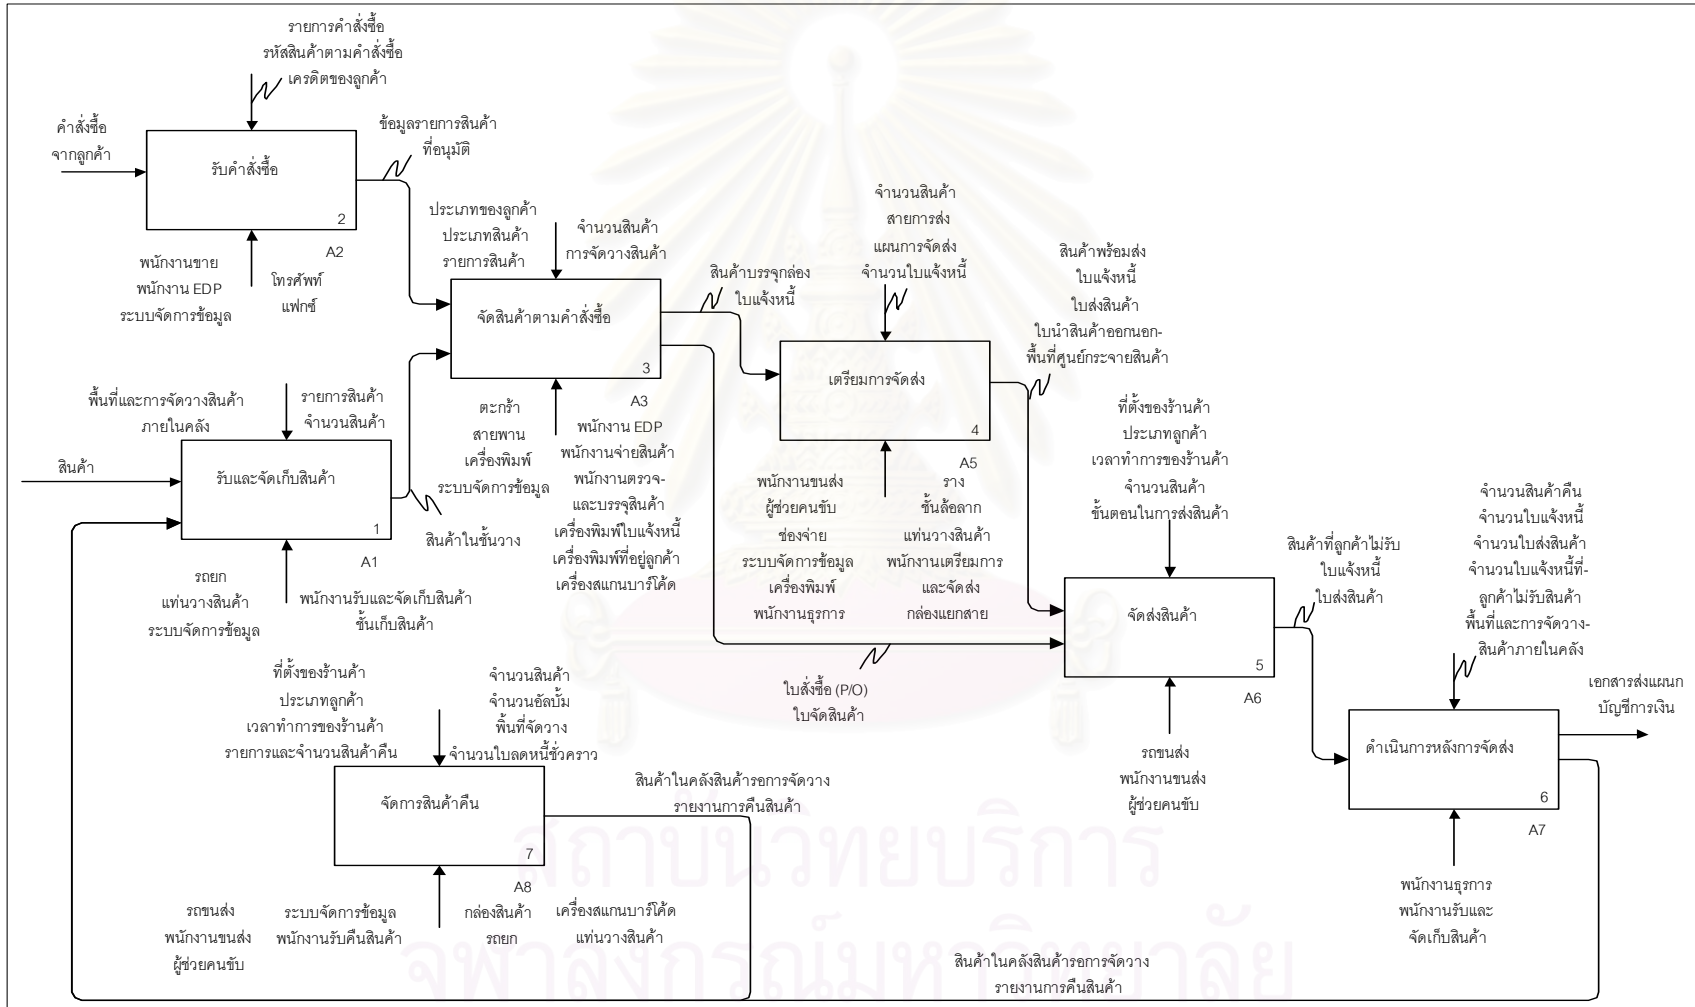 รายการคำสั่งซื้อ
รหัสสินค้าตามคำสั่งซื้อ
เครดิตของลูกค้า
คำสั่งซื้อ
จากลูกค้า
รับคำสั่งซื้อ
2
A2
ข้อมูลรายการสินค้า
ที่อนุมัติ
พนักงานขาย
พนักงาน EDP
ระบบจัดการข้อมูล
โทรศัพท์
แฟกซ์
ประเภทของลูกค้า
ประเภทสินค้า
รายการสินค้า
จำนวนสินค้า
การจัดวางสินค้า
จัดสินค้าตามคำสั่งซื้อ
3
A3
สินค้าบรรจุกล่อง
ใบแจ้งหนี้
ตะกร้า
สายพาน
เครื่องพิมพ์
ระบบจัดการข้อมูล
พนักงาน EDP
พนักงานจ่ายสินค้า
พนักงานตรวจ-
และบรรจุสินค้า
เครื่องพิมพ์ใบแจ้งหนี้
เครื่องพิมพ์ที่อยู่ลูกค้า
เครื่องสแกนบาร์โค้ด
พื้นที่และการจัดวางสินค้า
ภายในคลัง
รายการสินค้า
จำนวนสินค้า
สินค้า
รับและจัดเก็บสินค้า
1
A1
สินค้าในชั้นวาง
รถยก
แท่นวางสินค้า
ระบบจัดการข้อมูล
พนักงานรับและจัดเก็บสินค้า
ชั้นเก็บสินค้า
จำนวนสินค้า
สายการส่ง
แผนการจัดส่ง
จำนวนใบแจ้งหนี้
เตรียมการจัดส่ง
4
A5
สินค้าพร้อมส่ง
ใบแจ้งหนี้
ใบส่งสินค้า
ใบนำสินค้าออกนอก-
พื้นที่ศูนย์กระจายสินค้า
พนักงานขนส่ง
ผู้ช่วยคนขับ
ช่องจ่าย
ระบบจัดการข้อมูล
เครื่องพิมพ์
พนักงานธุรการ
ราง
ชั้นล้อลาก
แท่นวางสินค้า
พนักงานเตรียมการ
และจัดส่ง
กล่องแยกสาย
ที่ตั้งของร้านค้า
ประเภทลูกค้า
เวลาทำการของร้านค้า
จำนวนสินค้า
ขั้นตอนในการส่งสินค้า
จัดส่งสินค้า
5
A6
ใบสั่งซื้อ (P/O)
ใบจัดสินค้า
รถขนส่ง
พนักงานขนส่ง
ผู้ช่วยคนขับ
สินค้าที่ลูกค้าไม่รับ
ใบแจ้งหนี้
ใบส่งสินค้า
จำนวนสินค้าคืน
จำนวนใบแจ้งหนี้
จำนวนใบส่งสินค้า
จำนวนใบแจ้งหนี้ที่-
ลูกค้าไม่รับสินค้า
พื้นที่และการจัดวาง-
สินค้าภายในคลัง
เอกสารส่งแผนก
บัญชีการเงิน
ดำเนินการหลังการจัดส่ง
6
A7
พนักงานธุรการ
พนักงานรับและ
จัดเก็บสินค้า
ที่ตั้งของร้านค้า
ประเภทลูกค้า
เวลาทำการของร้านค้า
รายการและจำนวนสินค้าคืน
จำนวนสินค้า
จำนวนอัลบั้ม
พื้นที่จัดวาง
จำนวนใบลดหนี้ชั่วคราว
จัดการสินค้าคืน
7
A8
สินค้าในคลังสินค้ารอการจัดวาง
รายงานการคืนสินค้า
รถขนส่ง
พนักงานขนส่ง
ผู้ช่วยคนขับ
ระบบจัดการข้อมูล
พนักงานรับคืนสินค้า
กล่องสินค้า
รถยก
เครื่องสแกนบาร์โค้ด
แท่นวางสินค้า
สินค้าในคลังสินค้ารอการจัดวาง
รายงานการคืนสินค้า
สถาบันวิทยบริการ
จุฬาลงกรณ์มหาวิทยาลัย